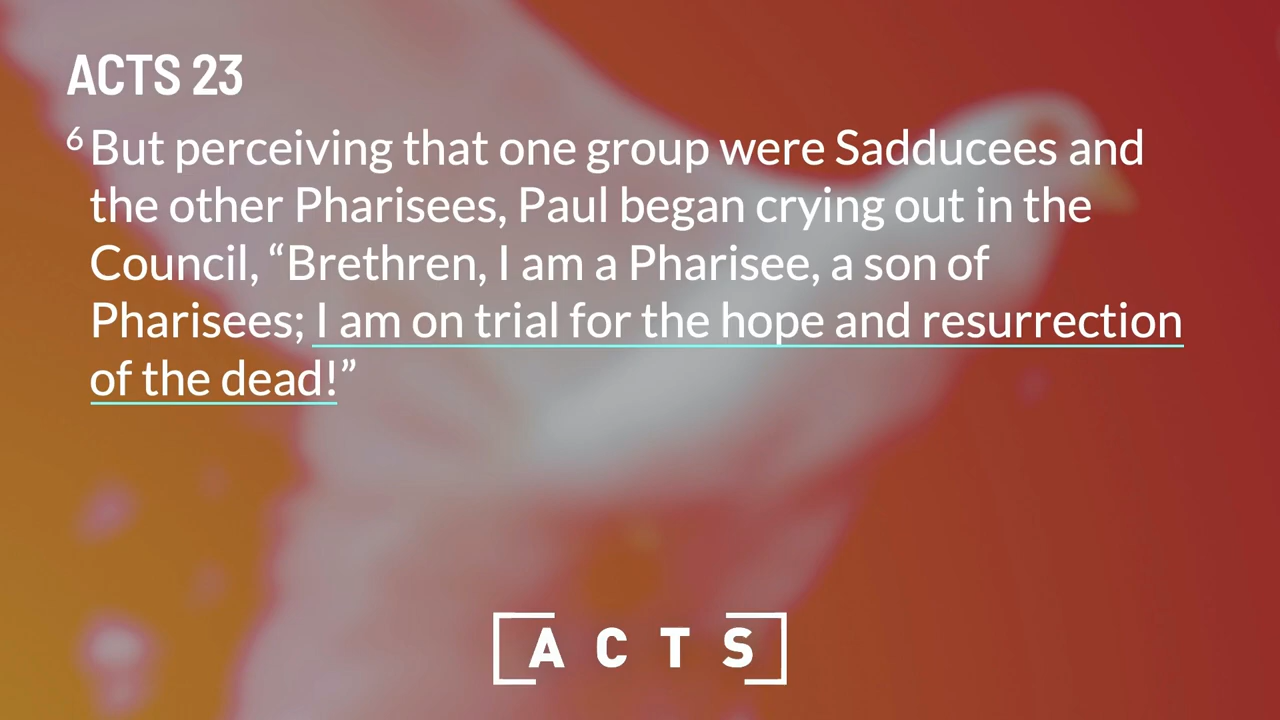 ACTS 23
6 But perceiving that one group were Sadducees and
the other Pharisees, Paul began crying out in the
Council, “Brethren, I am a Pharisee, a son of
Pharisees; I am on trial for the hope and resurrection
of the dead!”
ACTS